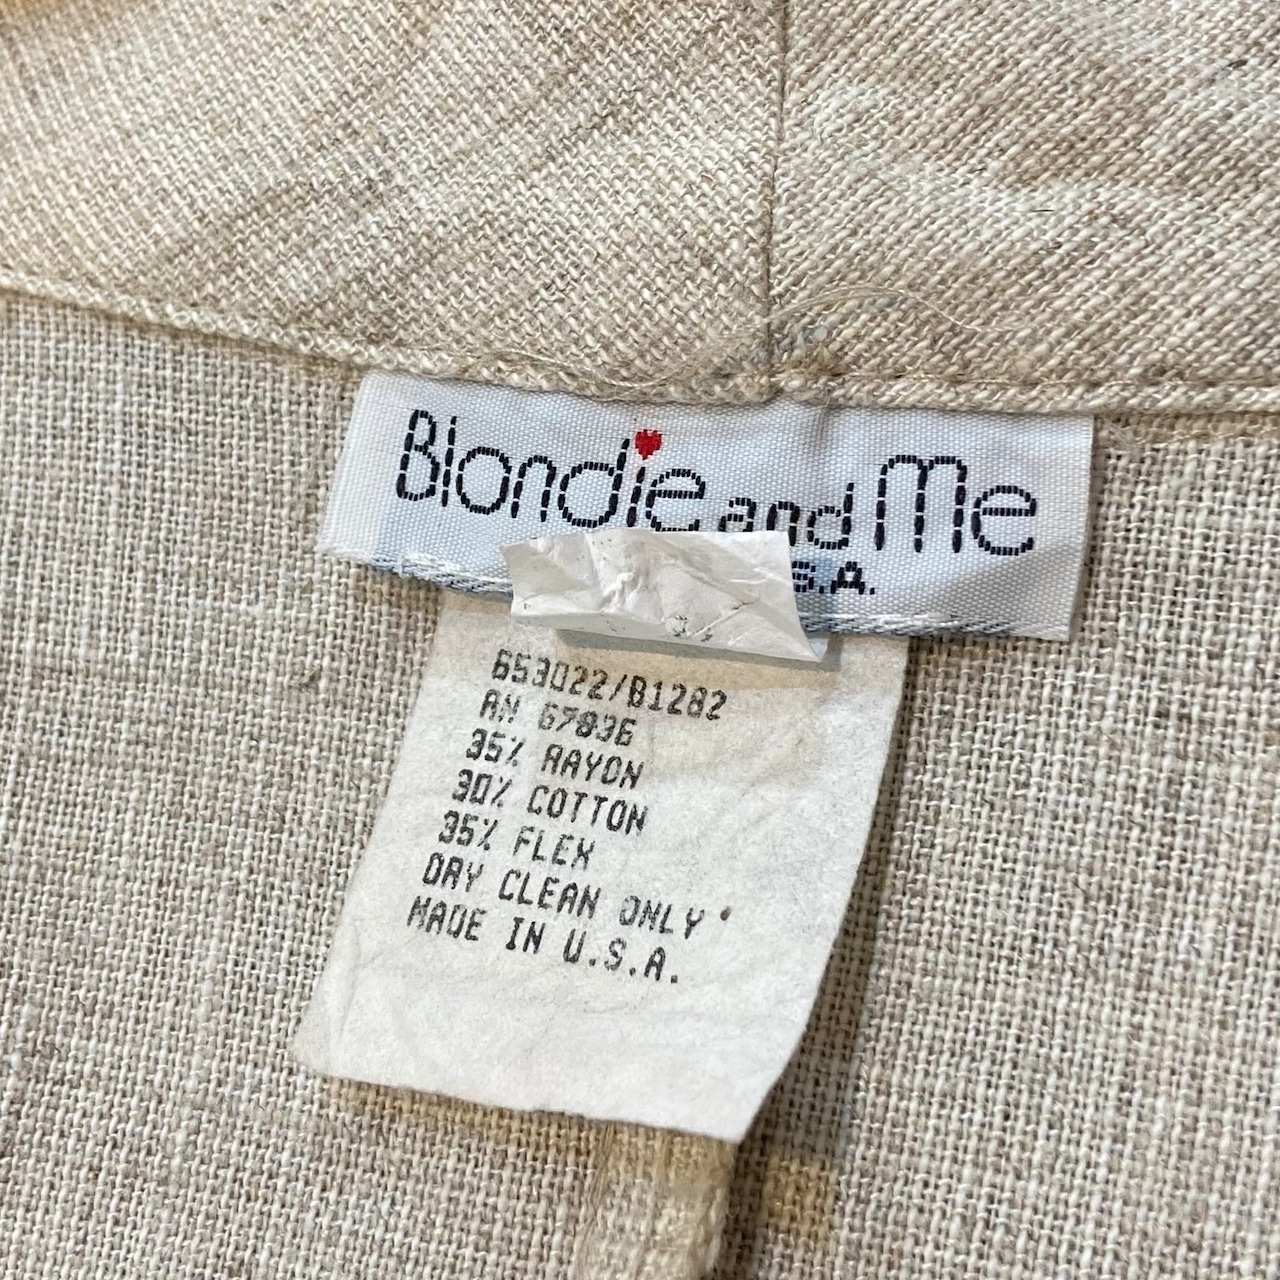 Blondie and Me
S.A.
653022/B1282
RN 67836
35% RAYON
30% COTTON
35% FLEX
DRY CLEAN ONLY
MADE IN U.S.A.